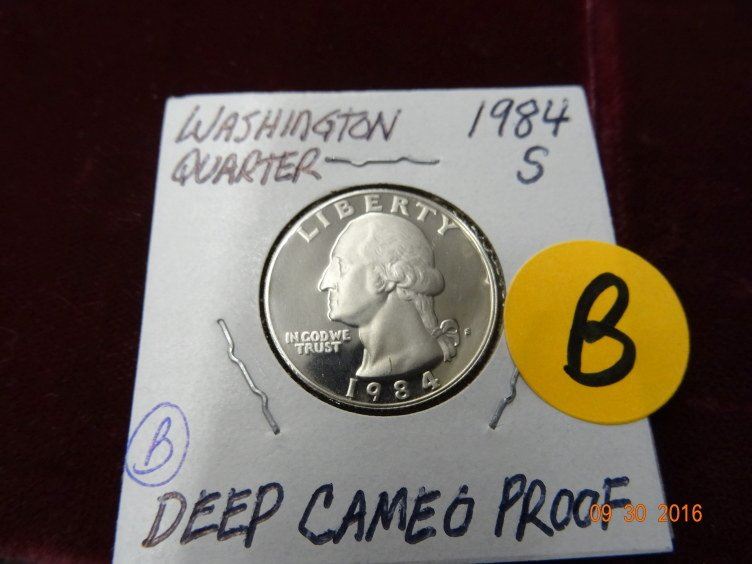 WASHINGTON 1984
QUARTER S
LIBERTY
IN GOD WE
TRUST
S
1984
B
B
DEEP CAMEO PROOF
09 30 2016